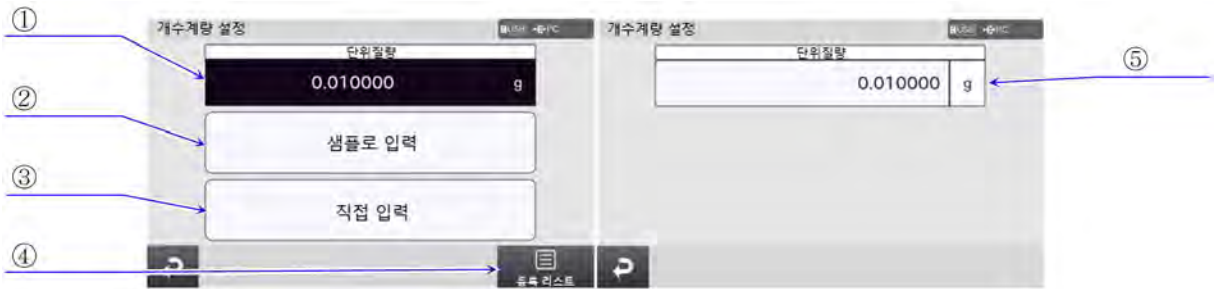 ①
개수계량 설정
단위질량
0.010000 g
②
샘플로 입력
③
직접 입력
④
등록 리스트
개수계량 설정
단위질량
0.010000 g
⑤